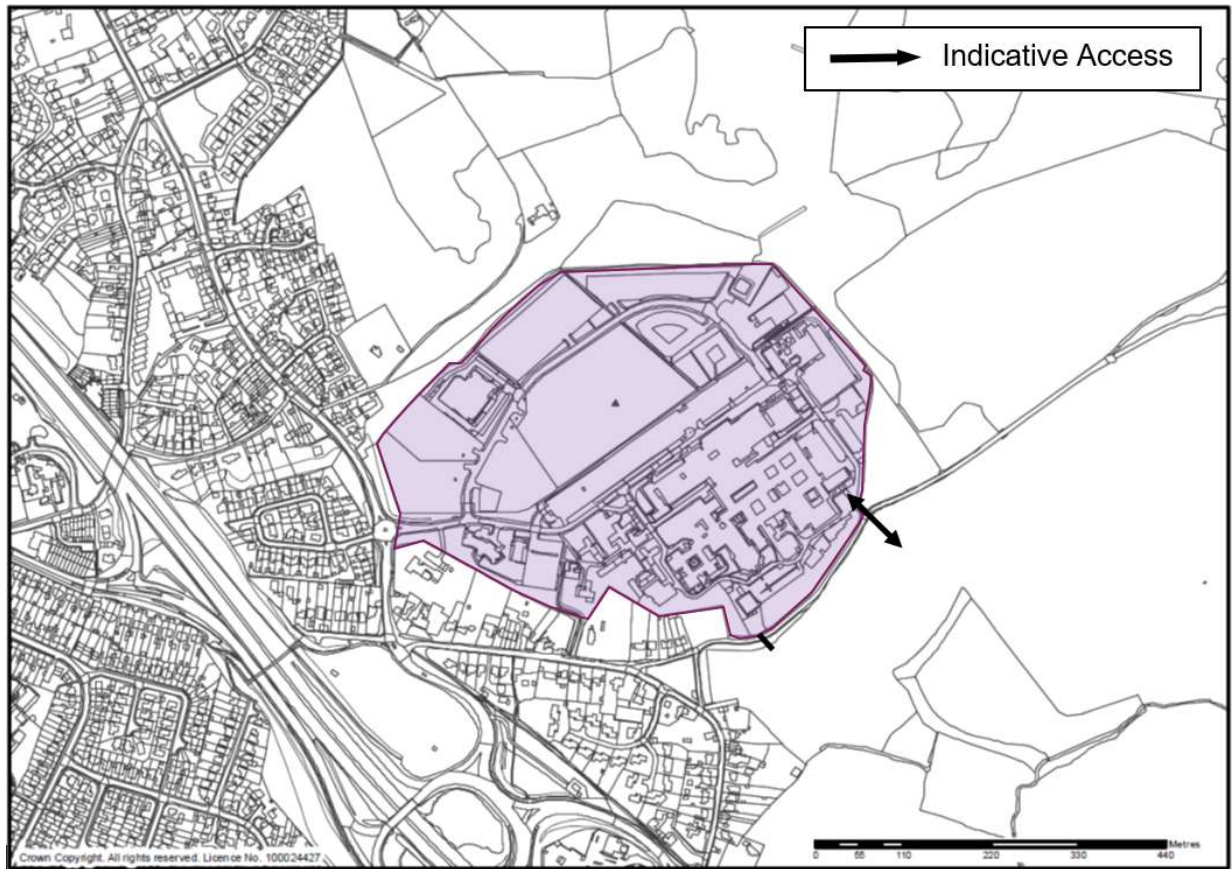 Indicative Access
Crown Copyright. All rights reserved. Licence No. 100024427
Metres
0 55 110 220 330 440